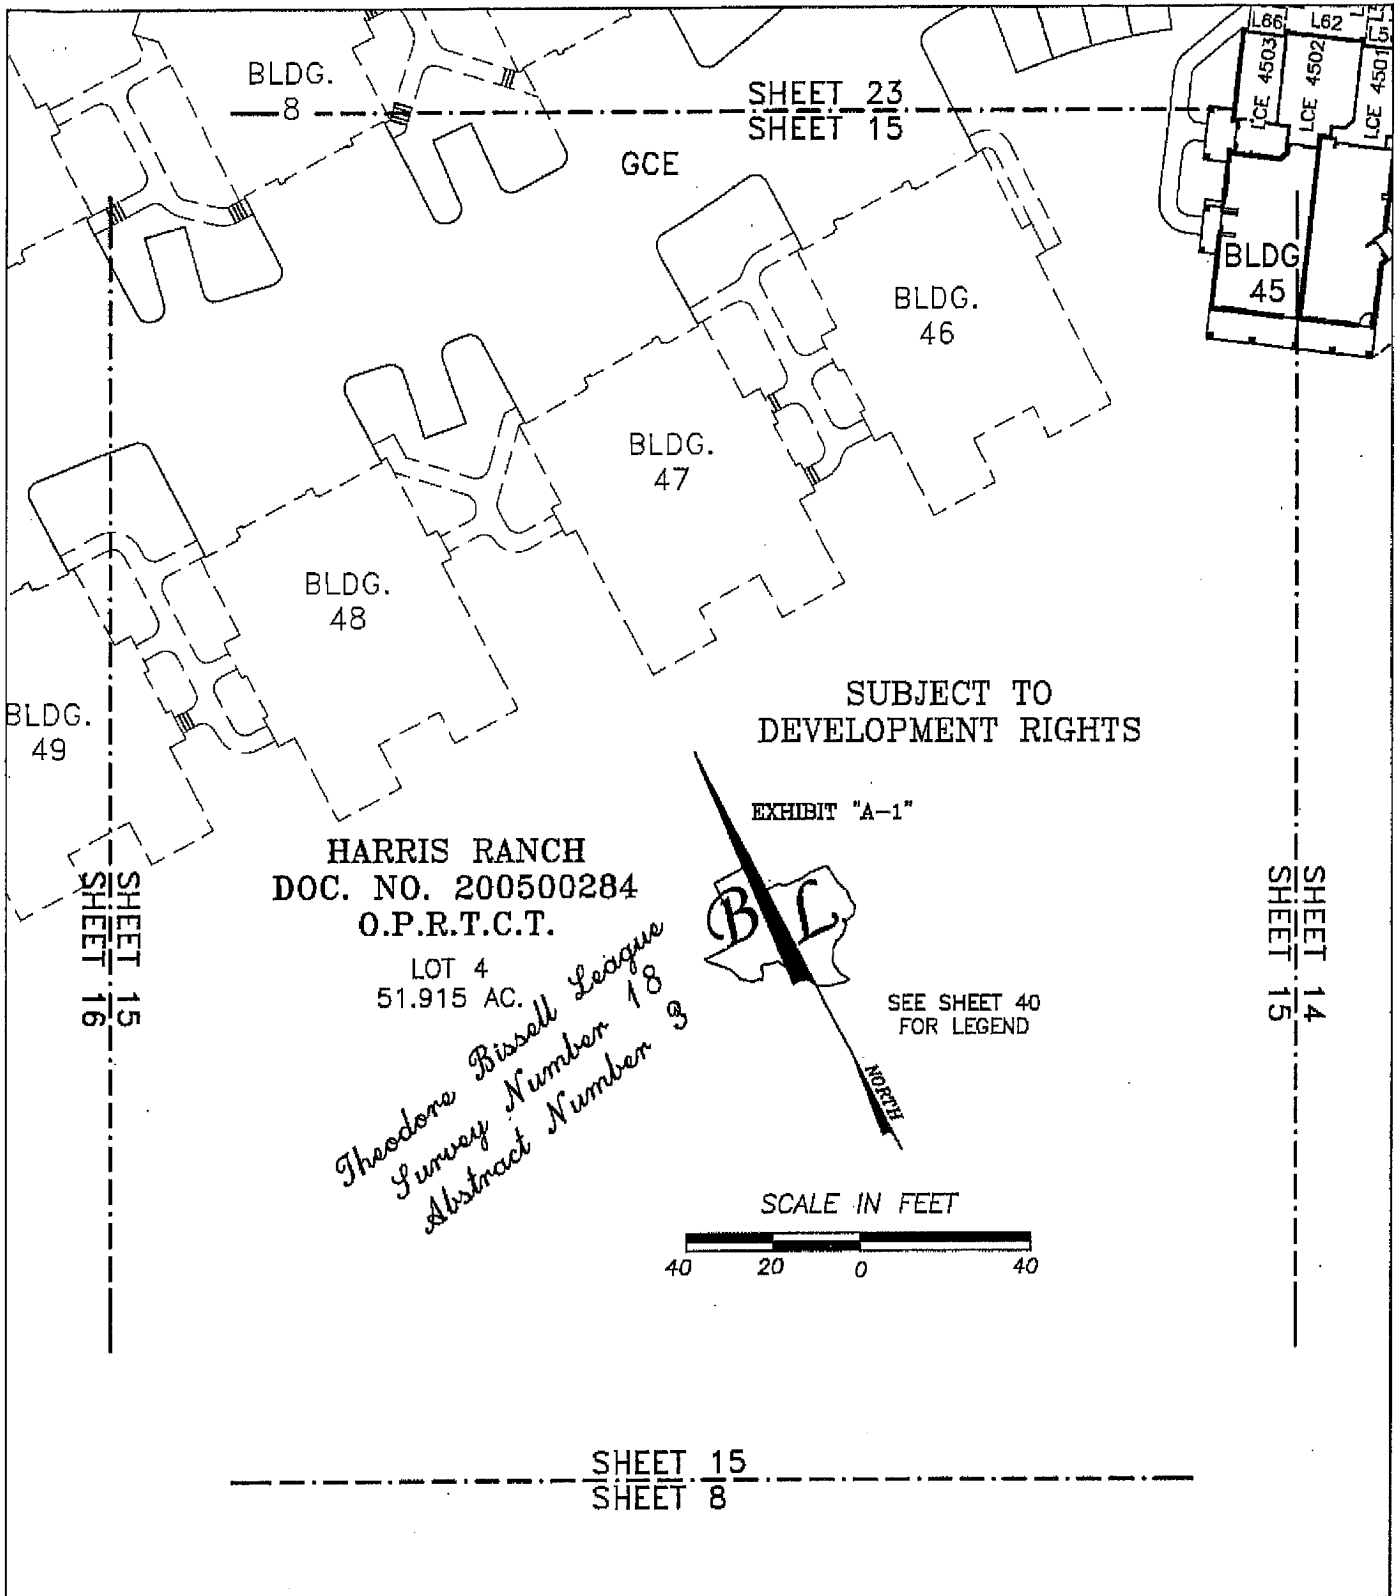 L66
L62
L5
LCE 4503
LCE 4502
LCE 4501
BLDG.
8
SHEET 23
SHEET 15
GCE
BLDG
45
BLDG.
46
BLDG.
47
BLDG.
48
BLDG.
49
SUBJECT TO
DEVELOPMENT RIGHTS
EXHIBIT "A-1"
HARRIS RANCH
DOC. NO. 200500284
O.P.R.T.C.T.
LOT 4
51.915 AC.
B L
SHEET 15
SHEET 16
SHEET 14
SHEET 15
SEE SHEET 40
FOR LEGEND
Theodore Bissell League
Survey Number 18
Abstract Number 3
NORTH
SCALE IN FEET
40 20 0 40
SHEET 15
SHEET 8